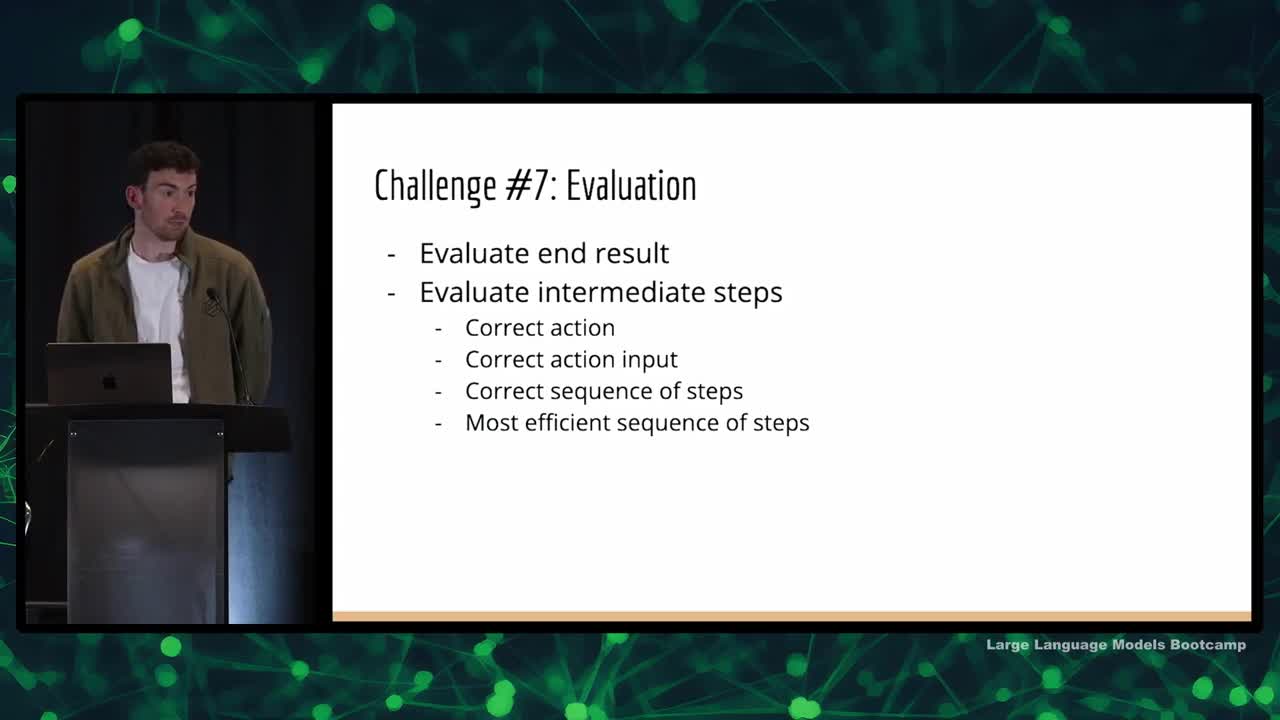 Challenge #7: Evaluation
- Evaluate end result
- Evaluate intermediate steps
- Correct action
- Correct action input
- Correct sequence of steps
- Most efficient sequence of steps
Large Language Models Bootcamp